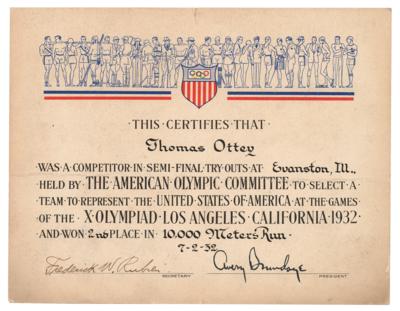 THIS CERTIFIES THAT
Thomas Ottey
WAS A COMPETITOR IN SEMI-FINAL TRY-OUTS AT Evanston, Ill.,
HELD BY THE AMERICAN OLYMPIC COMMITTEE TO SELECT A
TEAM TO REPRESENT THE UNITED STATES OF AMERICA AT THE GAMES
OF THE X OLYMPIAD·LOS ANGELES CALIFORNIA·1932
·AND WON 2nd PLACE IN 10,000 Meters Run.
7-2-32
Frederick W. Rubien Avery Brundage
SECRETARY PRESIDENT